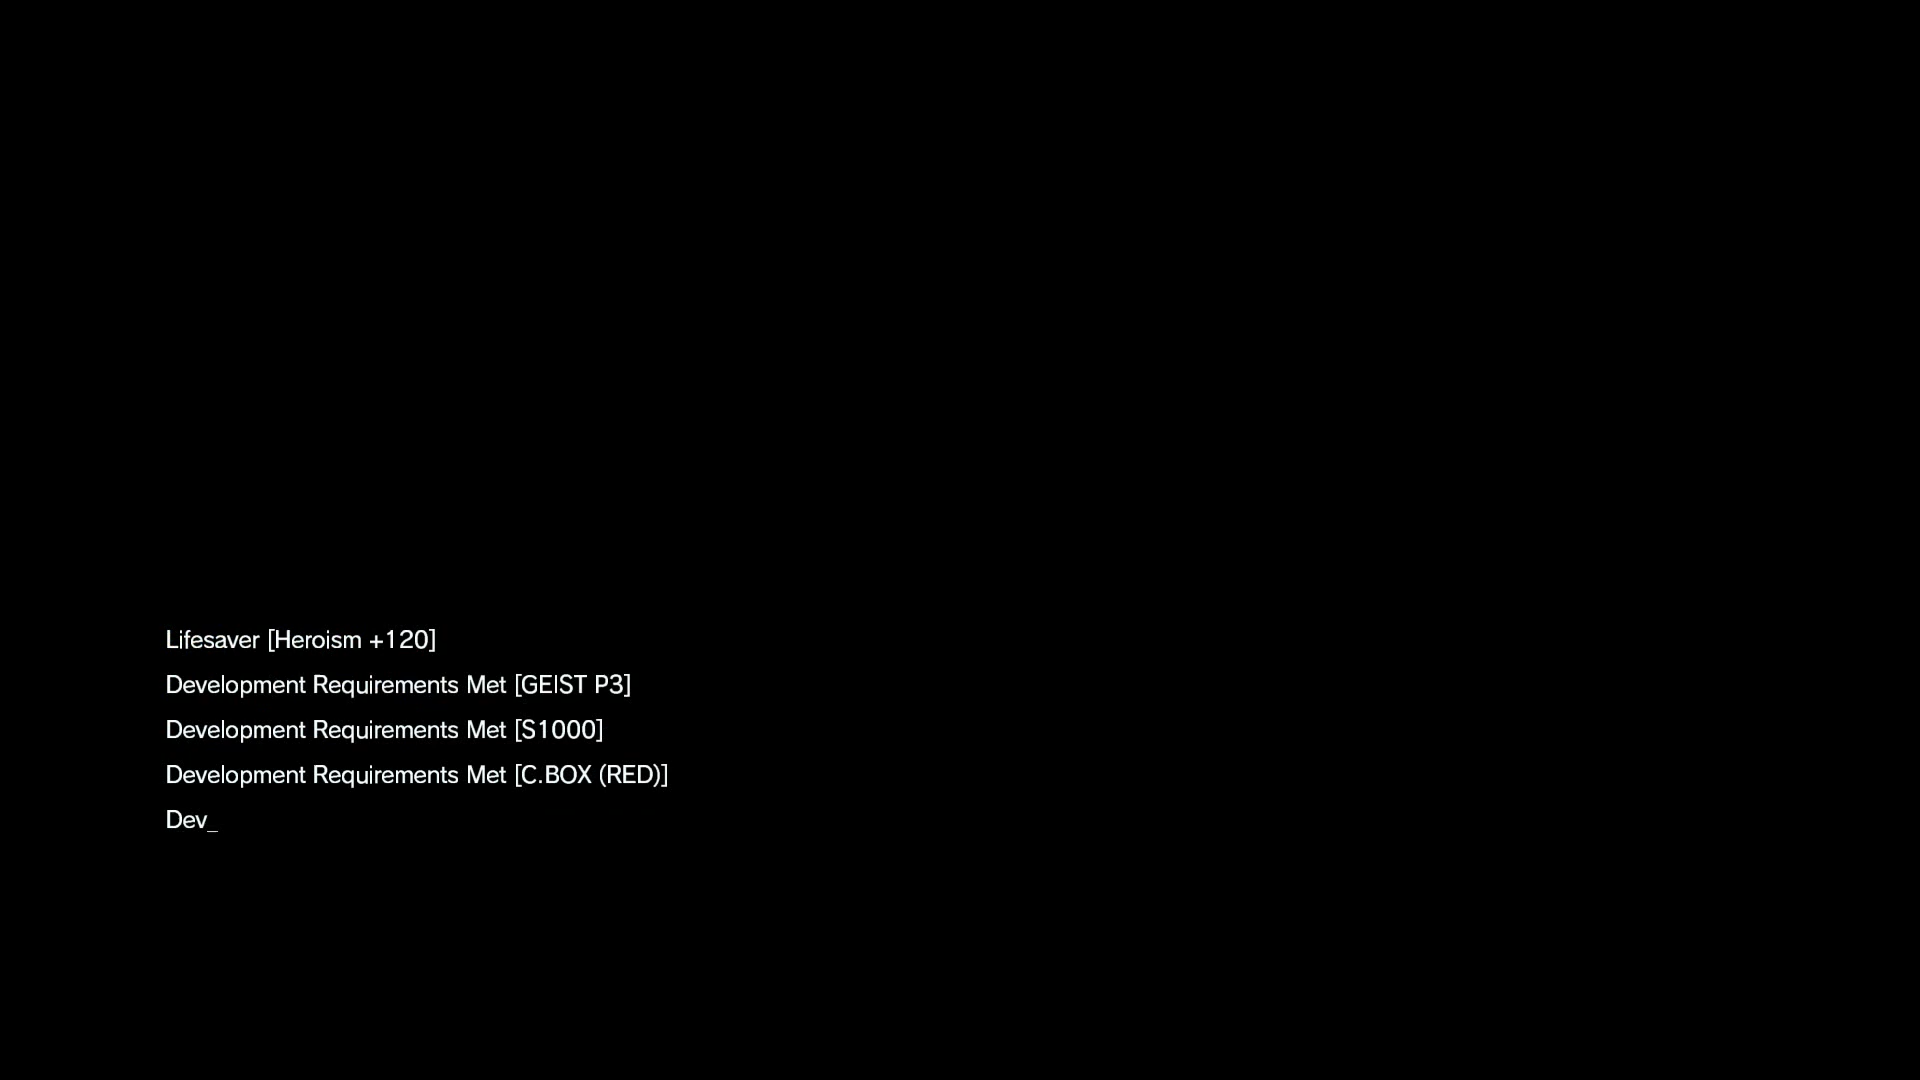 Lifesaver [Heroism +120]
Development Requirements Met [GEIST P3]
Development Requirements Met [S1000]
Development Requirements Met [C.BOX (RED)]
Dev_